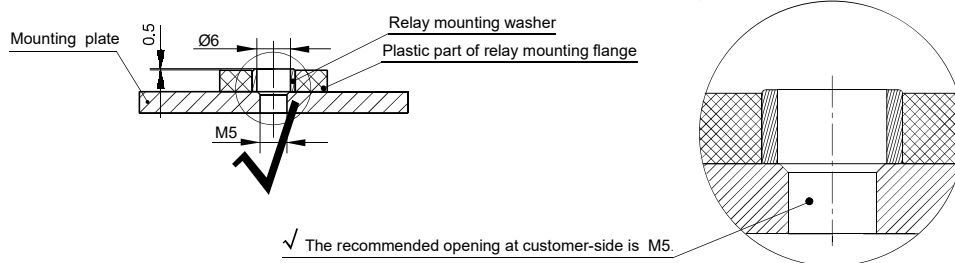 Relay mounting washer
Mounting plate
0.5
Ø6
Plastic part of relay mounting flange
M5
√ The recommended opening at customer-side is M5.